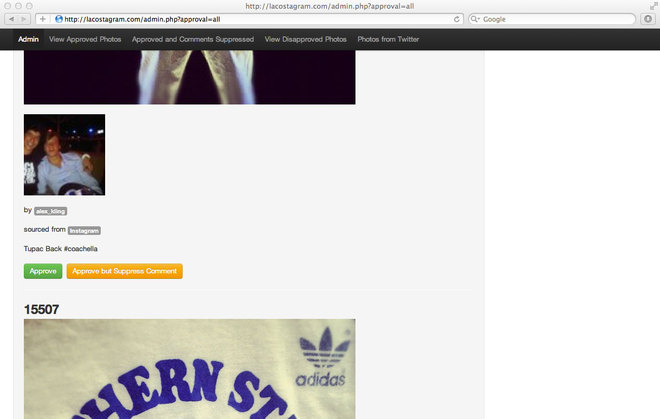 http://lacostagram.com/admin.php?approval=all
http://lacostagram.com/admin.php?approval=all
Google
Admin View Approved Photos Approved and Comments Suppressed View Disapproved Photos Photos from Twitter
by alex_kling
sourced from Instagram
Tupac Back #coachella
Approve Approve but Suppress Comment
15507
HERN ST
adidas